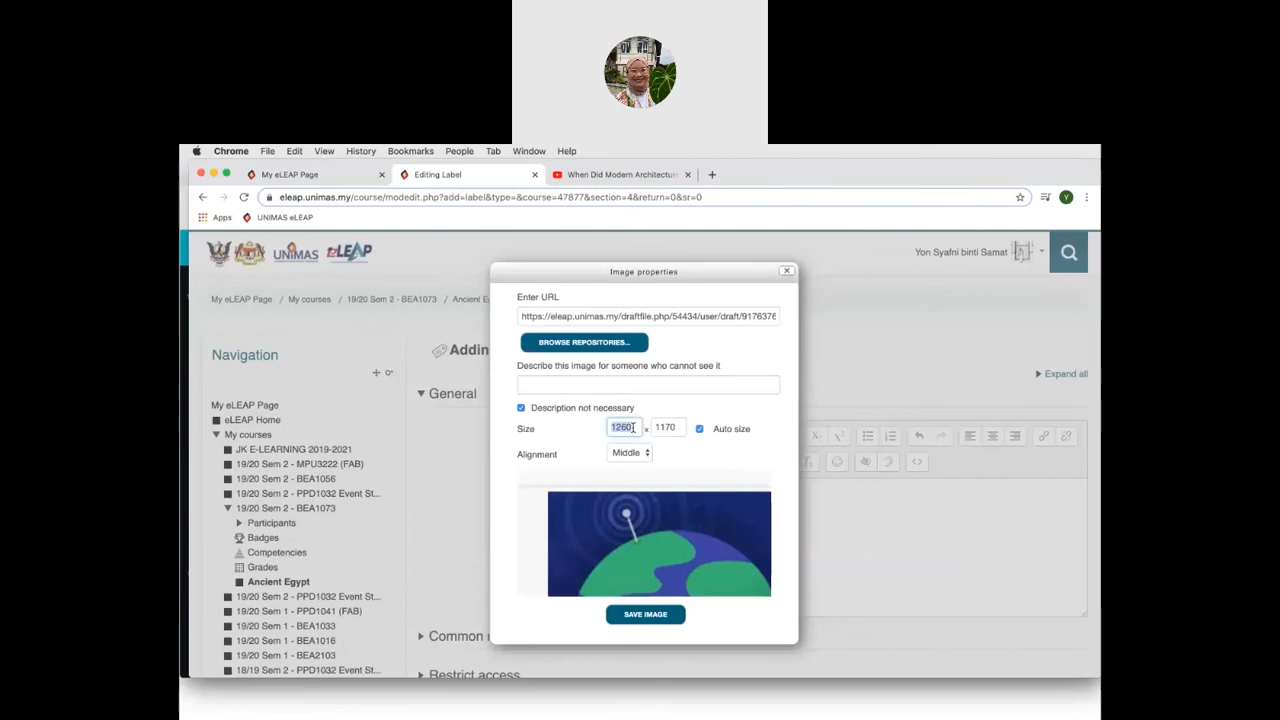 Chrome File Edit View History Bookmarks People Tab Window Help
My eLEAP Page
Editing Label
When Did Modern Architectur
eleap.unimas.my/course/modedit.php?add=label&type=&course=47877&section=4&return=0&sr=0
Y
Apps
UNIMAS eLEAP
UNIMAS
eLEAP
Yon Syafni binti Samat
My eLEAP Page / My courses / 19/20 Sem 2 - BEA1073 / Ancient Eg
Image properties
Enter URL
https://eleap.unimas.my/draftfile.php/54434/user/draft/9176376
BROWSE REPOSITORIES...
Describe this image for someone who cannot see it
Description not necessary
Size
1260 x 1170
Auto size
Alignment
Middle
SAVE IMAGE
Navigation
My eLEAP Page
eLEAP Home
My courses
JK E-LEARNING 2019-2021
19/20 Sem 2 - MPU3222 (FAB)
19/20 Sem 2 - BEA1056
19/20 Sem 2 - PPD1032 Event St...
19/20 Sem 2 - BEA1073
Participants
Badges
Competencies
Grades
Ancient Egypt
19/20 Sem 2 - PPD1032 Event St...
19/20 Sem 1 - PPD1041 (FAB)
19/20 Sem 1 - BEA1033
19/20 Sem 1 - BEA1016
19/20 Sem 1 - BEA2103
18/19 Sem 2 - PPD1032 Event St...
Addin
Expand all
General
Common
Restrict access